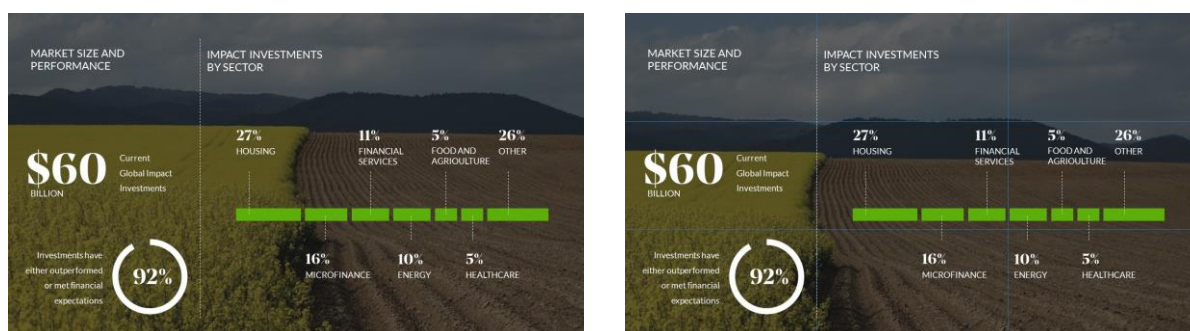 MARKET SIZE AND
PERFORMANCE
IMPACT INVESTMENTS
BY SECTOR
27%
HOUSING
11%
FINANCIAL
SERVICES
5%
FOOD AND
AGRIOULTURE
26%
OTHER
$60
BILLION
Current
Global Impact
Investments
Investments have
either outperformed
or met financial
expectations
92%
16%
MICROFINANCE
10%
ENERGY
5%
HEALTHCARE
MARKET SIZE AND
PERFORMANCE
IMPACT INVESTMENTS
BY SECTOR
27%
HOUSING
11%
FINANCIAL
SERVICES
5%
FOOD AND
AGRIOULTURE
26%
OTHER
$60
BILLION
Current
Global Impact
Investments
Investments have
either outperformed
or met financial
expectations
92%
16%
MICROFINANCE
10%
ENERGY
5%
HEALTHCARE